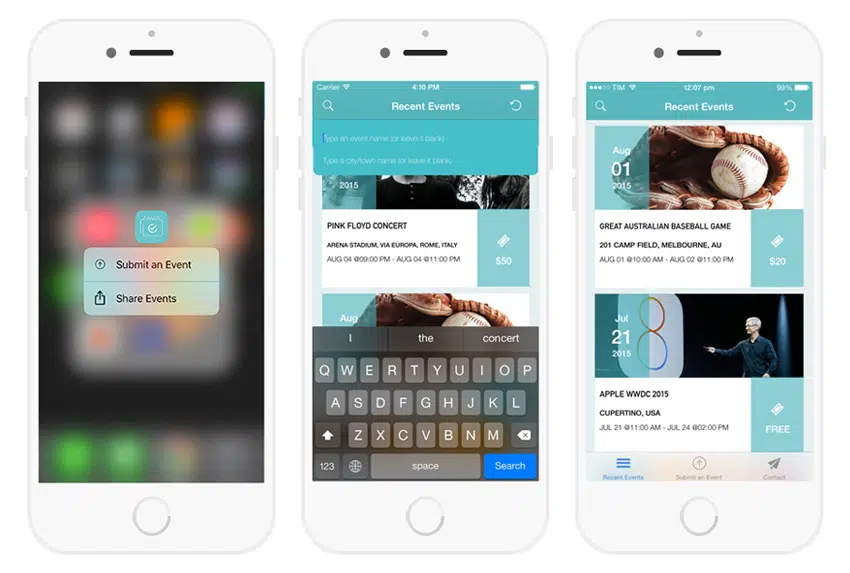 Submit an Event
Share Events
Carrier
4:10 PM
Recent Events
Type an event name (or leave it blank)
Type a city/town name (or leave it blank)
2015
PINK FLOYD CONCERT
ARENA STADIUM, VIA EUROPA, ROME, ITALY
AUG 04 @09:00 PM - AUG 04 @11:00 PM
$50
Aug
I the concert
Q W E R T Y U I O P
A S D F G H J K L
Z X C V B N M
123 space Search
TIM
12:07 pm
99%
Recent Events
Aug
01
2015
GREAT AUSTRALIAN BASEBALL GAME
201 CAMP FIELD, MELBOURNE, AU
AUG 01 @10:00 AM - AUG 02 @11:00 PM
$20
Jul
21
2015
APPLE WWDC 2015
CUPERTINO, USA
JUL 21 @11:00 AM - JUL 24 @02:00 PM
FREE
Recent Events
Submit an Event
Contact